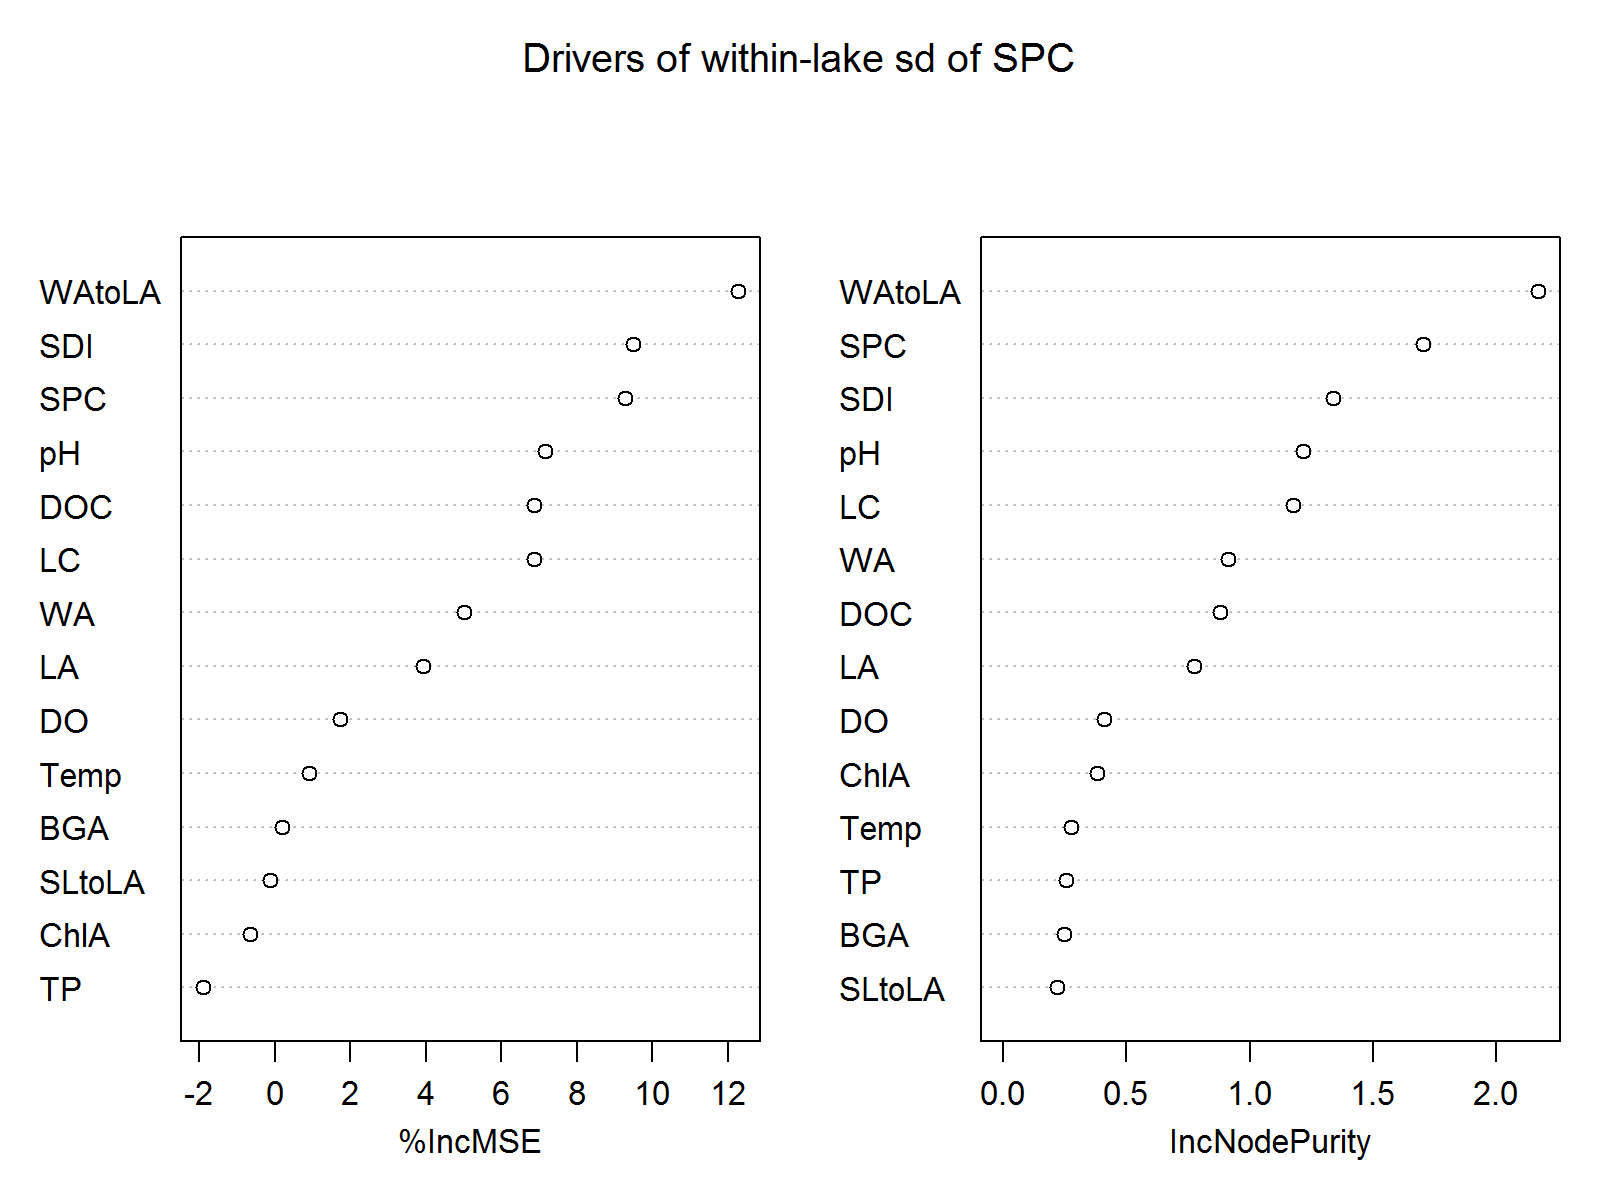 Drivers of within-lake sd of SPC
WAtoLA
SDI
SPC
pH
DOC
LC
WA
LA
DO
Temp
BGA
SLtoLA
ChlA
TP
-2 0 2 4 6 8 10 12
%IncMSE
WAtoLA
SPC
SDI
pH
LC
WA
DOC
LA
DO
ChlA
Temp
TP
BGA
SLtoLA
0.0 0.5 1.0 1.5 2.0
IncNodePurity